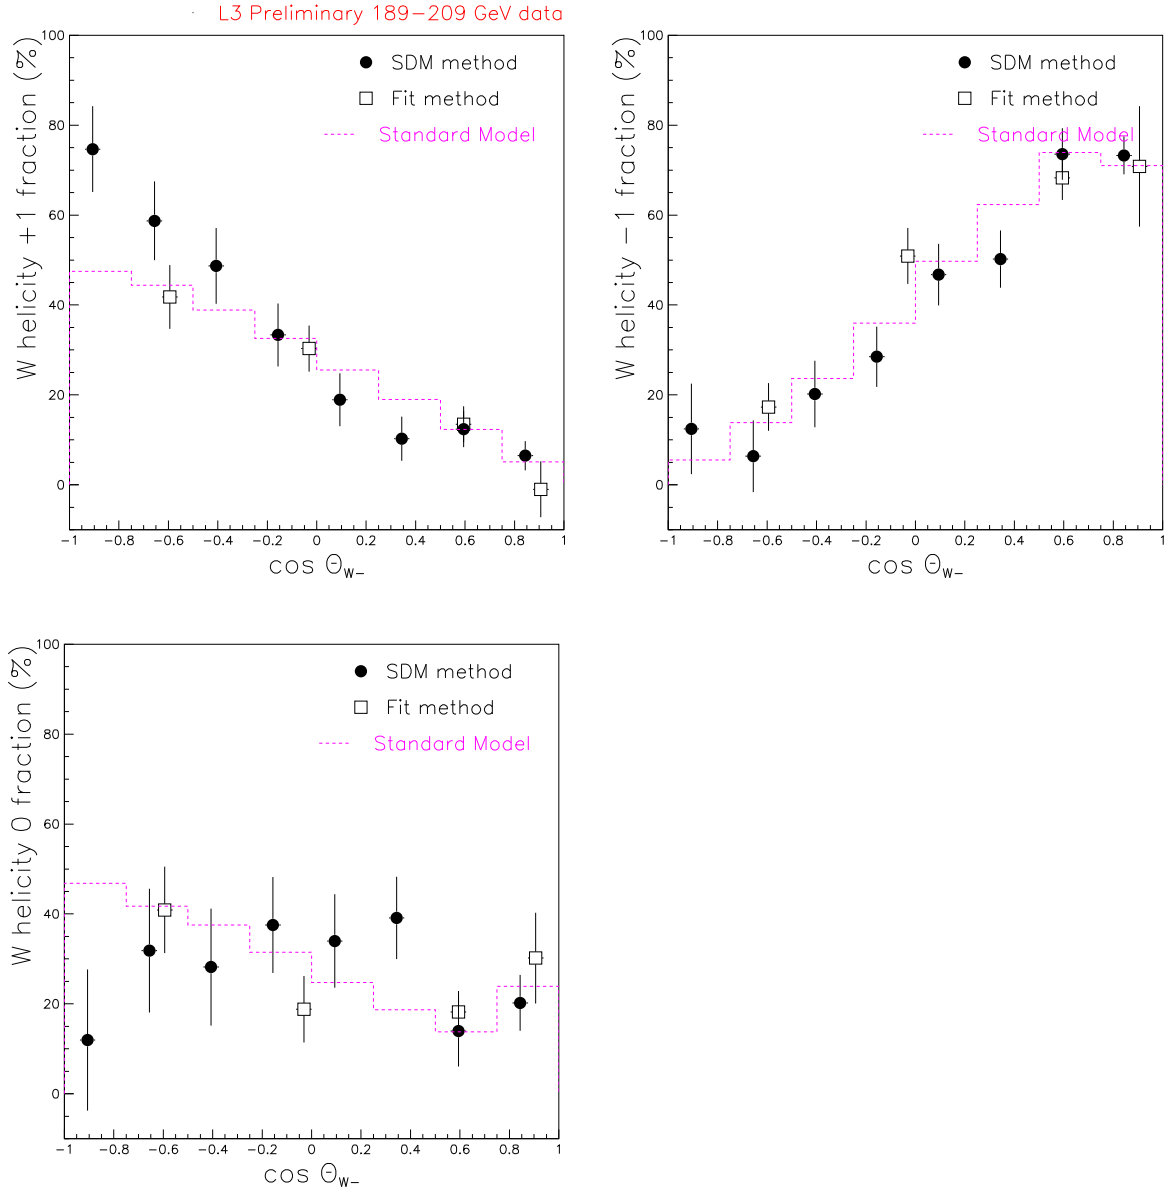 L3 Preliminary 189−209 GeV data
W helicity +1 fraction (%)
100
80
60
40
20
0
SDM method
Fit method
Standard Model
−1 −0.8 −0.6 −0.4 −0.2 0 0.2 0.4 0.6 0.8 1
cos ΘW−
W helicity −1 fraction (%)
100
80
60
40
20
0
SDM method
Fit method
Standard Model
−1 −0.8 −0.6 −0.4 −0.2 0 0.2 0.4 0.6 0.8 1
cos ΘW−
W helicity 0 fraction (%)
100
80
60
40
20
0
SDM method
Fit method
Standard Model
−1 −0.8 −0.6 −0.4 −0.2 0 0.2 0.4 0.6 0.8 1
cos ΘW−